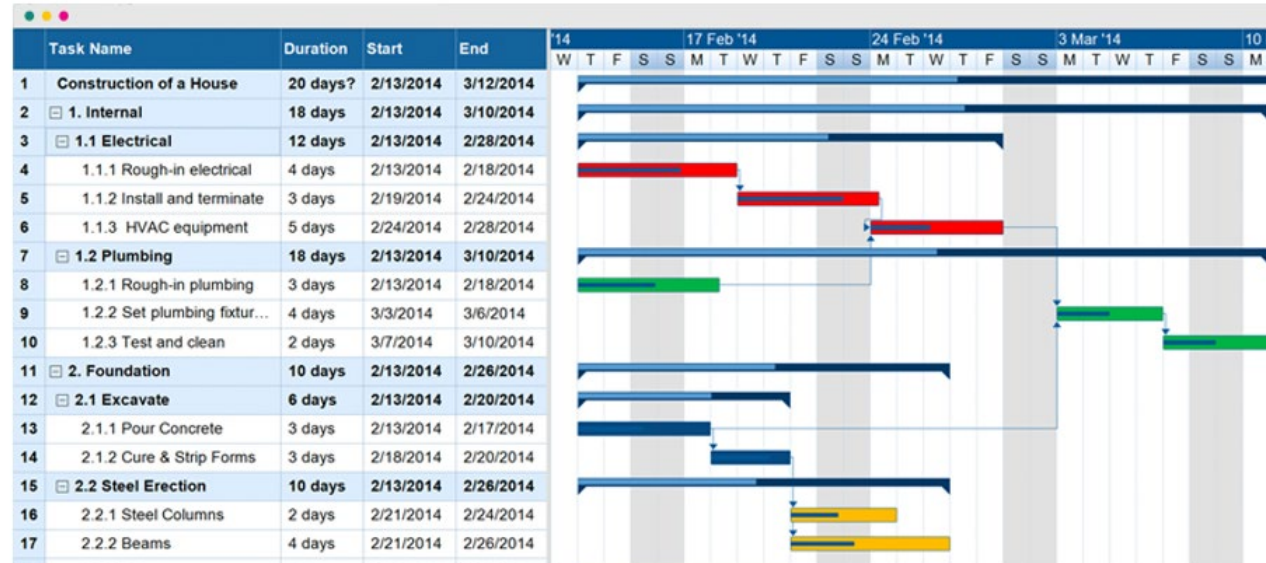 Task Name Duration Start End '14 17 Feb '14 24 Feb '14 3 Mar '14 10
W T F S S M T W T F S S M T W T F S S M T W T F S S M
1 Construction of a House 20 days? 2/13/2014 3/12/2014
2 1. Internal 18 days 2/13/2014 3/10/2014
3 1.1 Electrical 12 days 2/13/2014 2/28/2014
4 1.1.1 Rough-in electrical 4 days 2/13/2014 2/18/2014
5 1.1.2 Install and terminate 3 days 2/19/2014 2/24/2014
6 1.1.3 HVAC equipment 5 days 2/24/2014 2/28/2014
7 1.2 Plumbing 18 days 2/13/2014 3/10/2014
8 1.2.1 Rough-in plumbing 3 days 2/13/2014 2/18/2014
9 1.2.2 Set plumbing fixtur... 4 days 3/3/2014 3/6/2014
10 1.2.3 Test and clean 2 days 3/7/2014 3/10/2014
11 2. Foundation 10 days 2/13/2014 2/26/2014
12 2.1 Excavate 6 days 2/13/2014 2/20/2014
13 2.1.1 Pour Concrete 3 days 2/13/2014 2/17/2014
14 2.1.2 Cure & Strip Forms 3 days 2/18/2014 2/20/2014
15 2.2 Steel Erection 10 days 2/13/2014 2/26/2014
16 2.2.1 Steel Columns 2 days 2/21/2014 2/24/2014
17 2.2.2 Beams 4 days 2/21/2014 2/26/2014